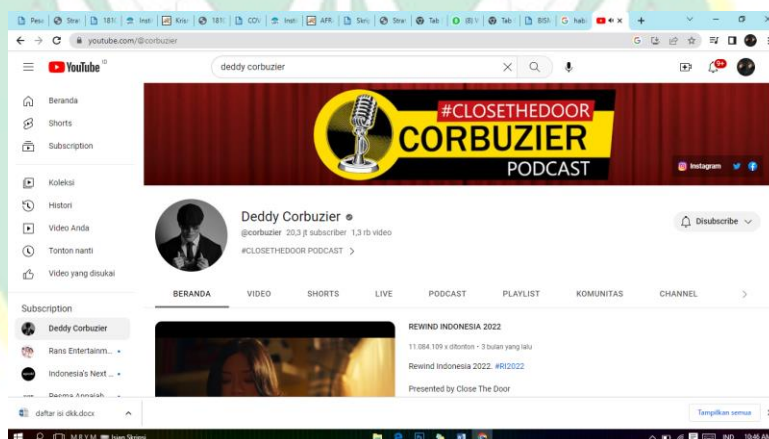 youtube.com/@corbuzier
YouTube ID
deddy corbuzier
9+
Beranda
Shorts
Subscription
Koleksi
Histori
Video Anda
Tonton nanti
Video yang disukai
Subscription
Deddy Corbuzier
Rans Entertainm...
Indonesia's Next ...
#CLOSETHEDOOR
CORBUZIER
PODCAST
Instagram
Deddy Corbuzier
@corbuzier 20,3 jt subscriber 1,3 rb video
#CLOSETHEDOOR PODCAST >
Disubscribe
BERANDA VIDEO SHORTS LIVE PODCAST PLAYLIST KOMUNITAS CHANNEL
REWIND INDONESIA 2022
11.084.109 x ditonton • 3 bulan yang lalu
Rewind Indonesia 2022. #RI2022
Presented by Close The Door
daftar isi dkk.docx
Tampilkan semua
IND 10:46 AM